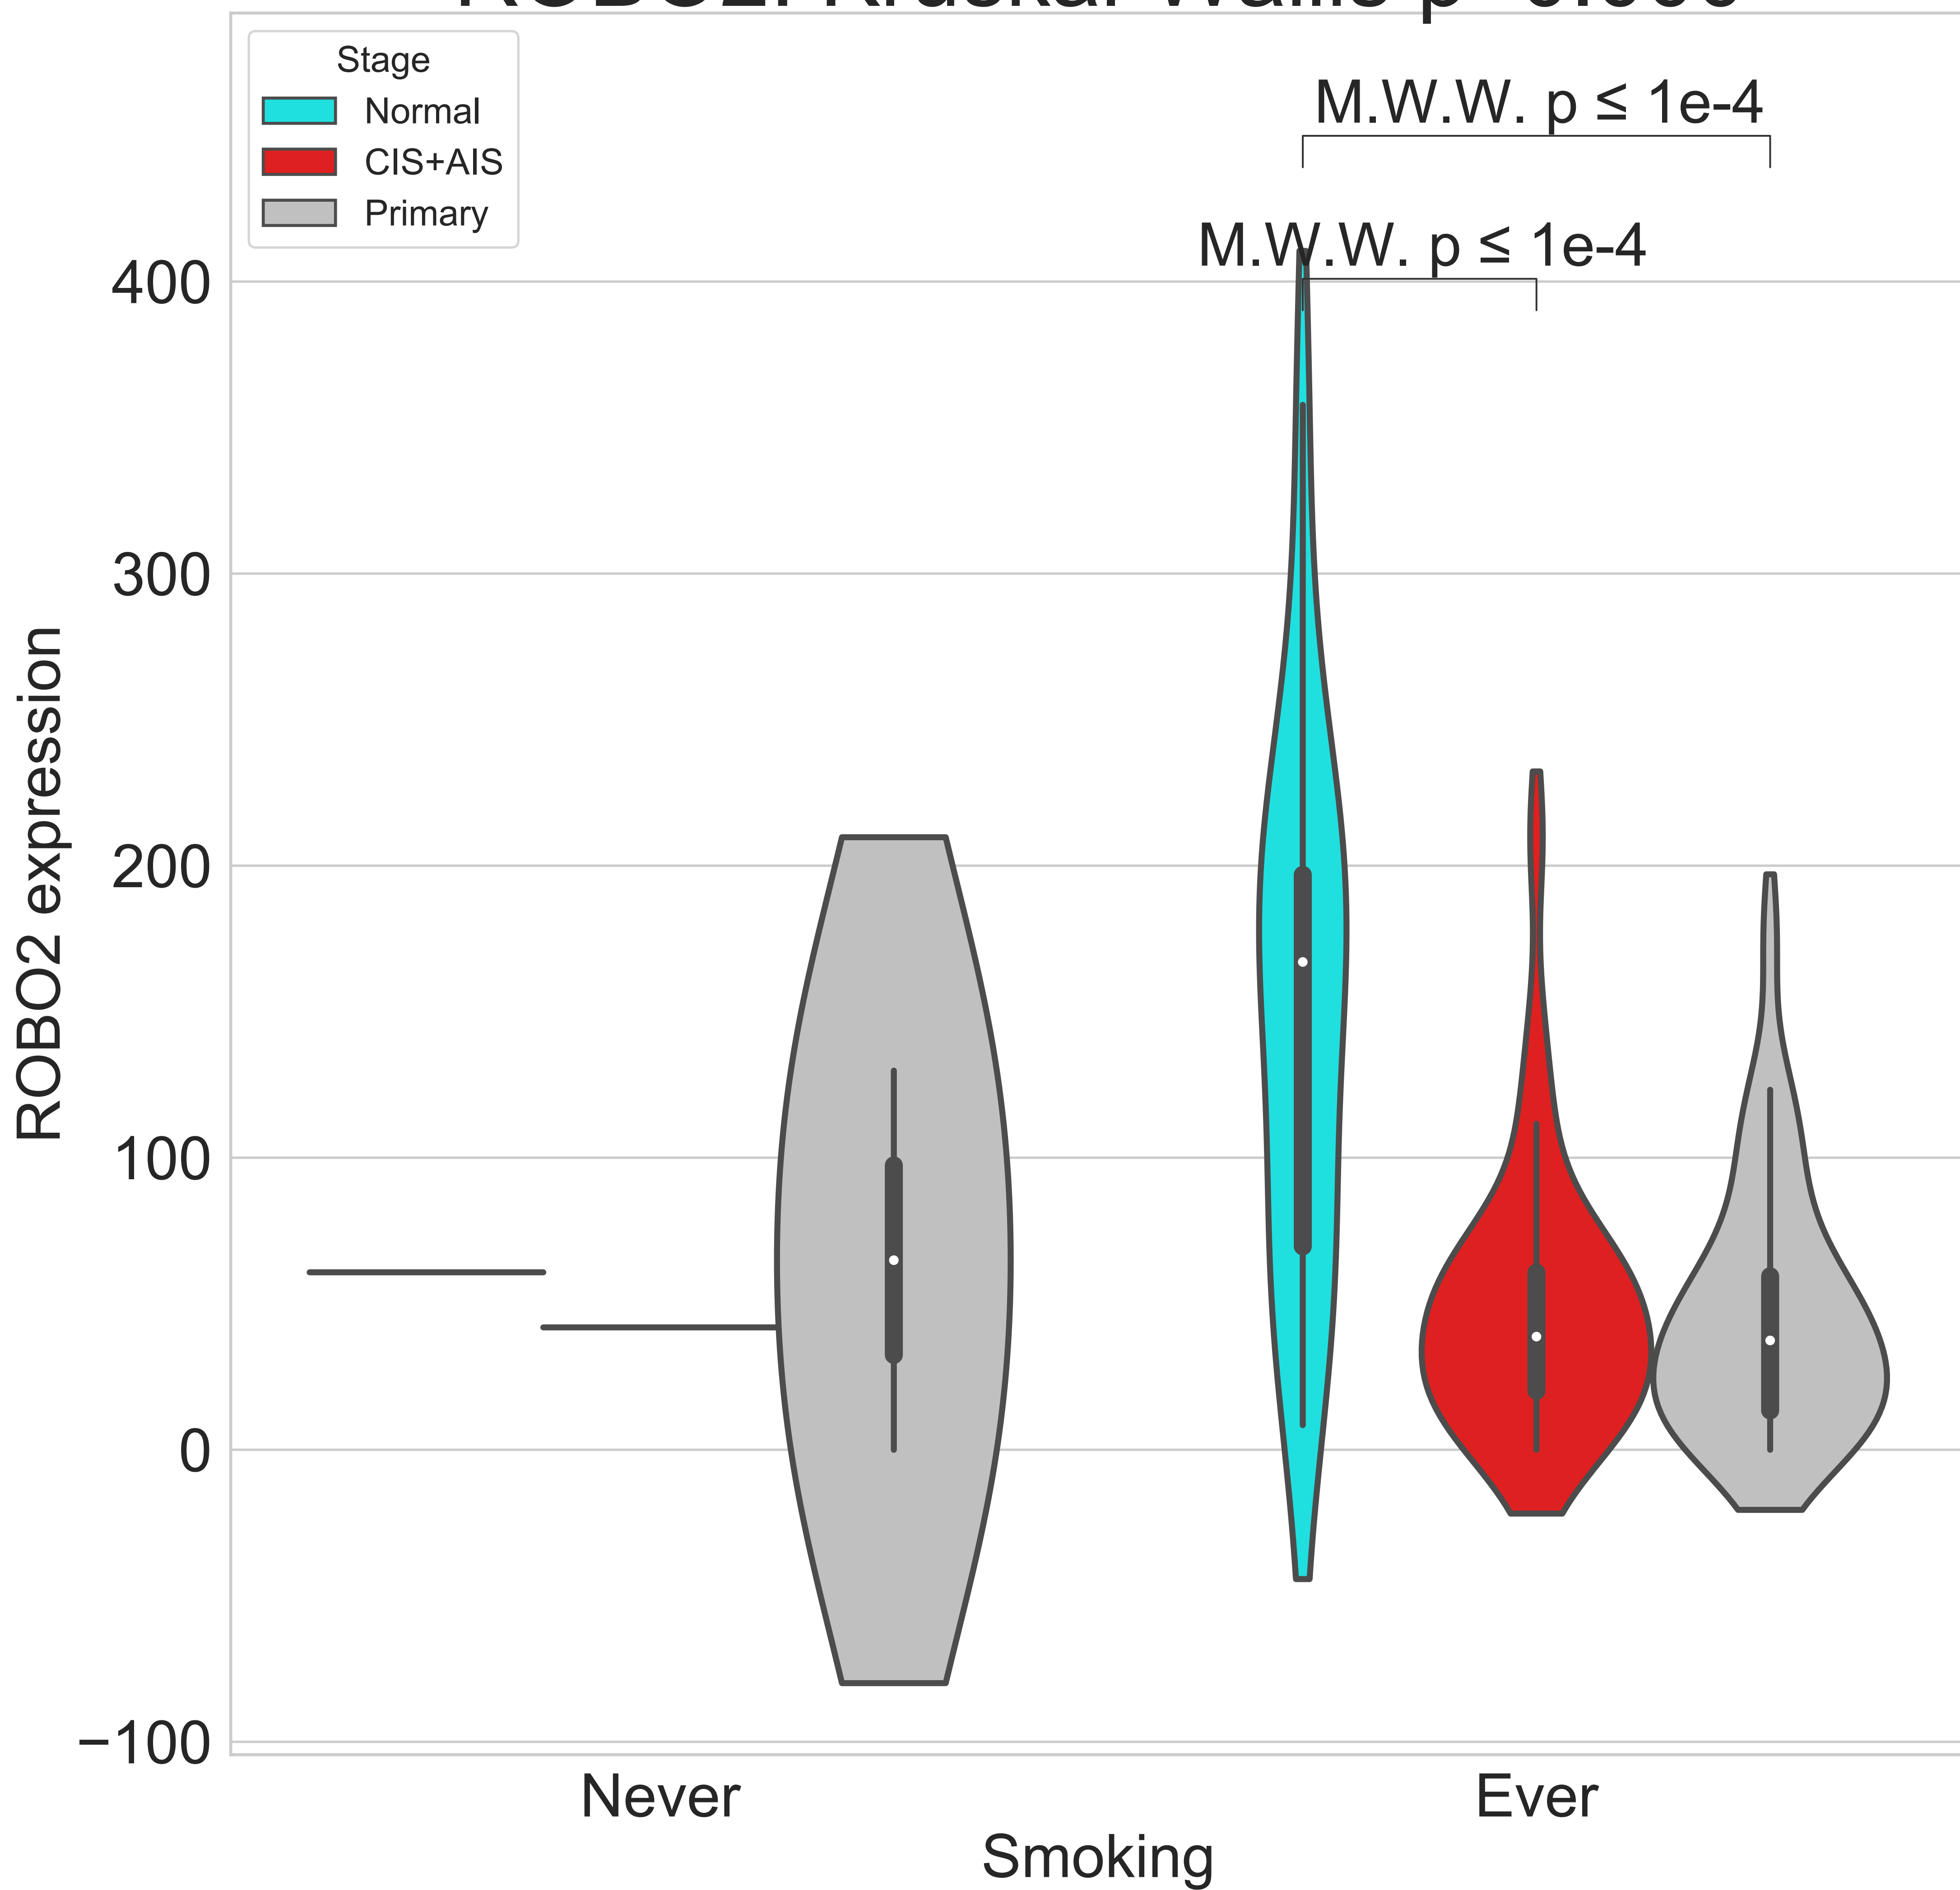 Stage
Normal
CIS+AIS
Primary
M.W.W. p ≤ 1e-4
M.W.W. p ≤ 1e-4
400
300
200
100
0
−100
ROBO2 expression
Never
Ever
Smoking